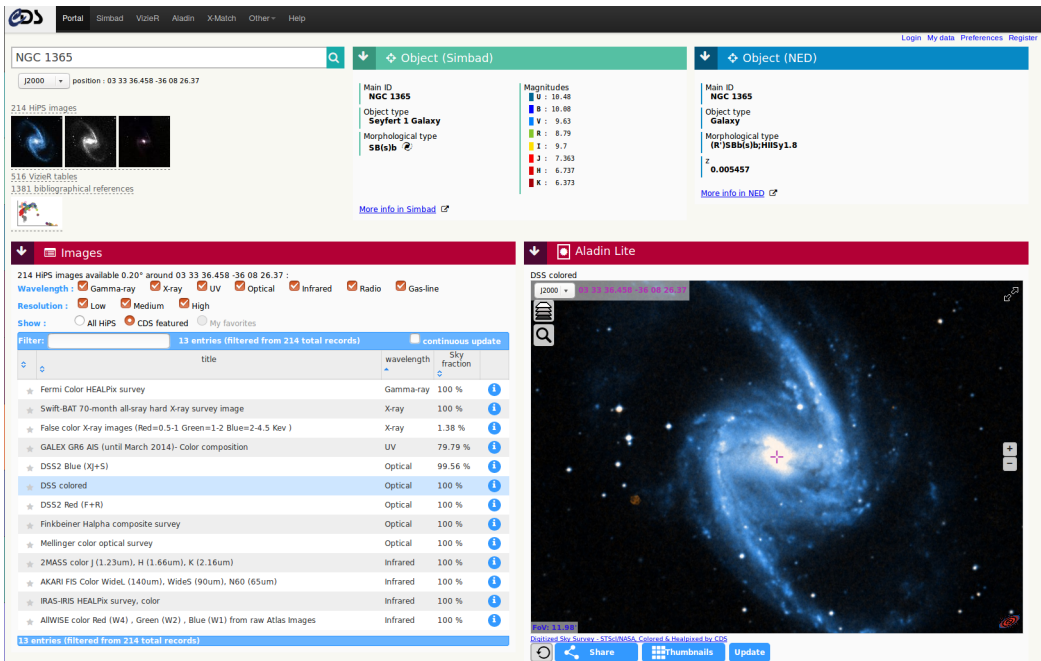 CDS Portal Simbad VizieR Aladin X-Match Other Help
Login My data Preferences Register
NGC 1365
J2000 position : 03 33 36.458 -36 08 26.37
214 HiPS images
516 VizieR tables
1381 bibliographical references
Object (Simbad)
Main ID
NGC 1365
Object type
Seyfert 1 Galaxy
Morphological type
SB(s)b
More info in Simbad
Magnitudes
U : 10.48
B : 10.08
V : 9.63
R : 8.79
I : 9.7
J : 7.363
H : 6.737
K : 6.373
Object (NED)
Main ID
NGC 1365
Object type
Galaxy
Morphological type
(R')SBb(s)b;HIISy1.8
z
0.005457
More info in NED
Images
214 HiPS images available 0.20° around 03 33 36.458 -36 08 26.37 :
Wavelength : Gamma-ray X-ray UV Optical Infrared Radio Gas-line
Resolution : Low Medium High
Show : All HiPS CDS featured My favorites
Filter: 13 entries (filtered from 214 total records) continuous update
title wavelength Sky fraction
Fermi Color HEALPix survey Gamma-ray 100 %
Swift-BAT 70-month all-sray hard X-ray survey image X-ray 100 %
False color X-ray images (Red=0.5-1 Green=1-2 Blue=2-4.5 Kev ) X-ray 1.38 %
GALEX GR6 AIS (until March 2014)- Color composition UV 79.79 %
DSS2 Blue (XJ+S) Optical 99.56 %
DSS colored Optical 100 %
DSS2 Red (F+R) Optical 100 %
Finkbeiner Halpha composite survey Optical 100 %
Mellinger color optical survey Optical 100 %
2MASS color J (1.23um), H (1.66um), K (2.16um) Infrared 100 %
AKARI FIS Color WideL (140um), WideS (90um), N60 (65um) Infrared 100 %
IRAS-IRIS HEALPix survey, color Infrared 100 %
AllWISE color Red (W4) , Green (W2) , Blue (W1) from raw Atlas Images Infrared 100 %
13 entries (filtered from 214 total records)
Aladin Lite
DSS colored
J2000 03 33 36.458 -36 08 26.37
FoV: 11.98'
Digitized Sky Survey - STScI/NASA, Colored & Healpixed by CDS
Share Thumbnails Update